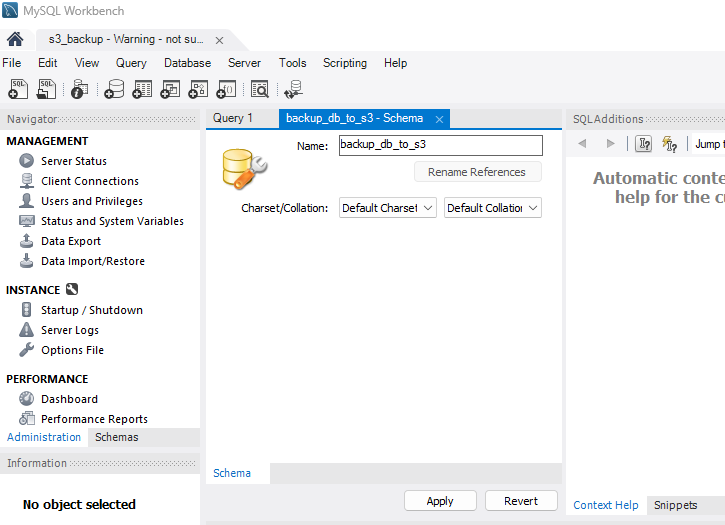 MySQL Workbench
s3_backup - Warning - not su...
File Edit View Query Database Server Tools Scripting Help
Navigator
MANAGEMENT
Server Status
Client Connections
Users and Privileges
Status and System Variables
Data Export
Data Import/Restore
INSTANCE
Startup / Shutdown
Server Logs
Options File
PERFORMANCE
Dashboard
Performance Reports
Administration Schemas
Information
No object selected
Query 1 backup_db_to_s3 - Schema
Name: backup_db_to_s3
Rename References
Charset/Collation: Default Charset Default Collation
Schema
Apply Revert
SQLAdditions
Jump t
Automatic conte
help for the cu
Context Help Snippets